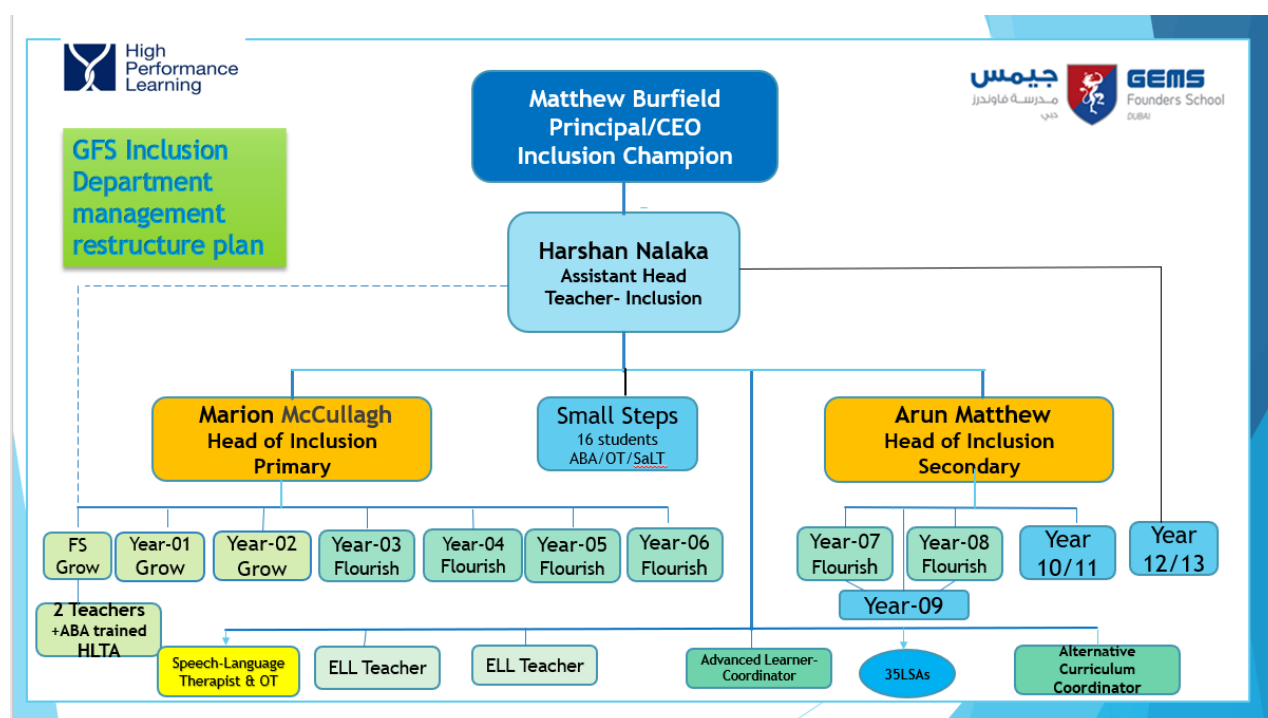 High
Performance
Learning
جيمس
مدرسة فاوندرز
دبي
GEMS
Founders School
DUBAI
Matthew Burfield
Principal/CEO
Inclusion Champion
GFS Inclusion
Department
management
restructure plan
Harshan Nalaka
Assistant Head
Teacher- Inclusion
Marion McCullagh
Head of Inclusion
Primary
Small Steps
16 students
ABA/OT/SaLT
Arun Matthew
Head of Inclusion
Secondary
FS
Grow
Year-01
Grow
Year-02
Grow
Year-03
Flourish
Year-04
Flourish
Year-05
Flourish
Year-06
Flourish
Year-07
Flourish
Year-08
Flourish
Year
10/11
Year
12/13
Year-09
2 Teachers
+ABA trained
HLTA
Speech-Language
Therapist & OT
ELL Teacher
ELL Teacher
Advanced Learner-
Coordinator
35LSAs
Alternative
Curriculum
Coordinator